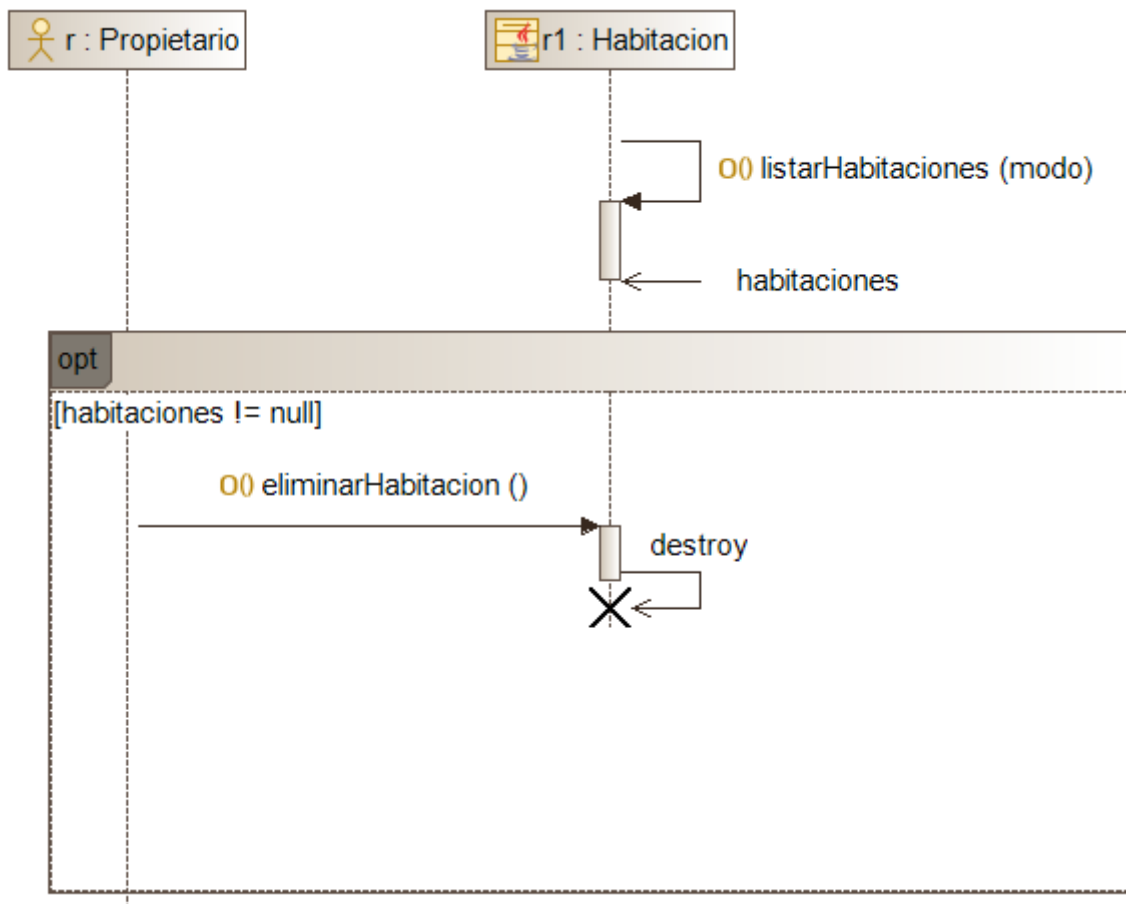 r : Propietario
r1 : Habitacion
O() listarHabitaciones (modo)
habitaciones
opt
[habitaciones != null]
O() eliminarHabitacion ()
destroy